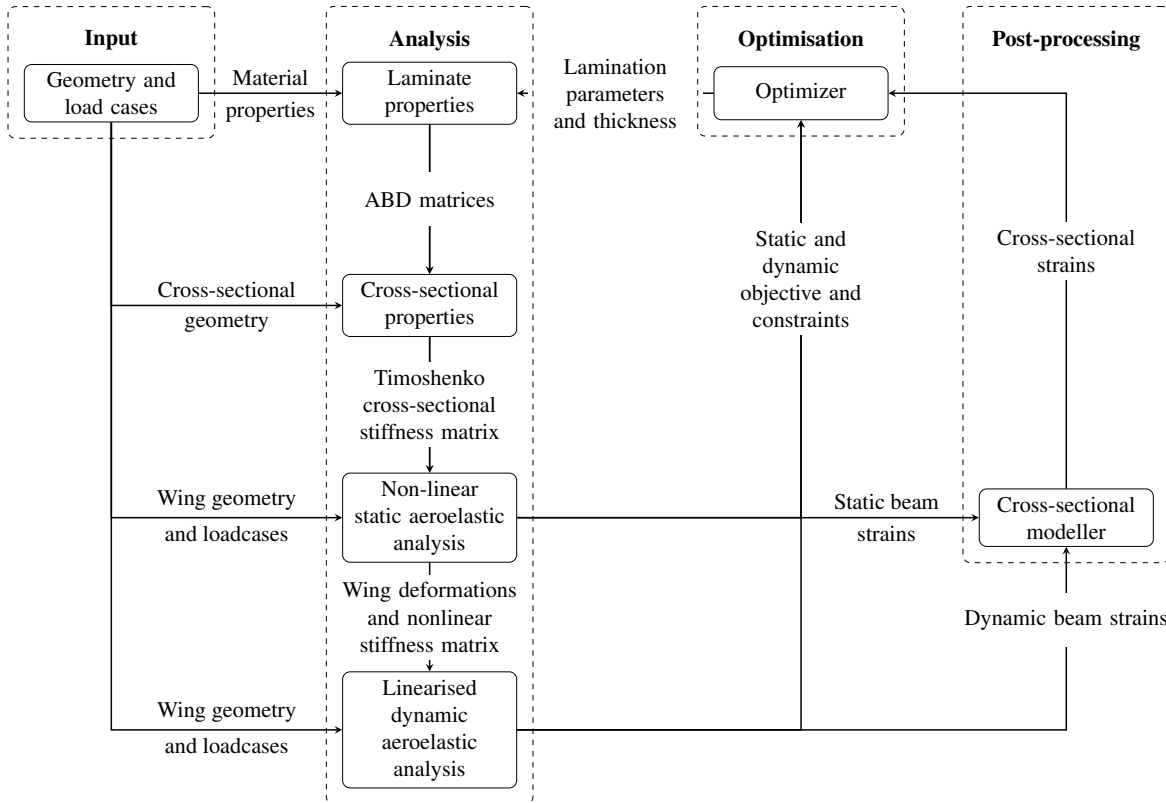 Input
Analysis
Optimisation
Post-processing
Geometry and
load cases
Material
properties
Laminate
properties
Lamination
parameters
and thickness
Optimizer
ABD matrices
Cross-sectional
geometry
Cross-sectional
properties
Static and
dynamic
objective and
constraints
Cross-sectional
strains
Timoshenko
cross-sectional
stiffness matrix
Wing geometry
and loadcases
Non-linear
static aeroelastic
analysis
Static beam
strains
Cross-sectional
modeller
Wing deformations
and nonlinear
stiffness matrix
Dynamic beam strains
Wing geometry
and loadcases
Linearised
dynamic
aeroelastic
analysis